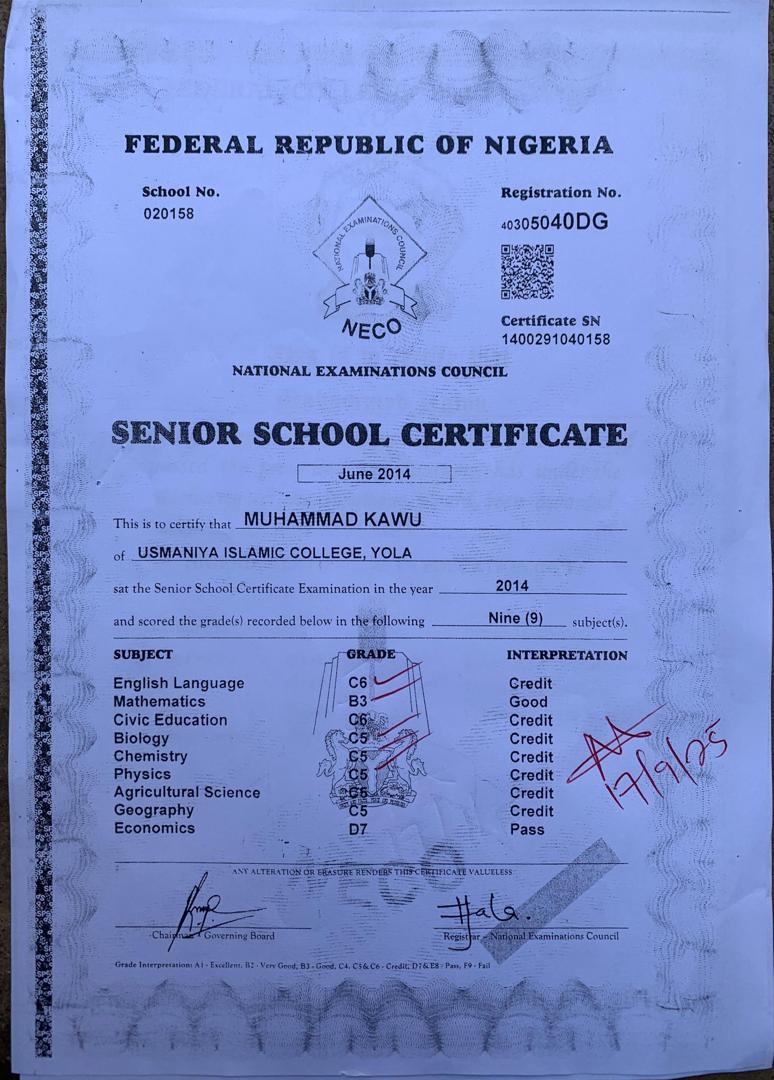 FEDERAL REPUBLIC OF NIGERIA
School No.
020158
Registration No.
40305040DG
NATIONAL EXAMINATIONS COUNCIL
NECO
Certificate SN
1400291040158
NATIONAL EXAMINATIONS COUNCIL
SENIOR SCHOOL CERTIFICATE
June 2014
This is to certify that MUHAMMAD KAWU
of USMANIYA ISLAMIC COLLEGE, YOLA
sat the Senior School Certificate Examination in the year 2014
and scored the grade(s) recorded below in the following Nine (9) subject(s).
SUBJECT GRADE INTERPRETATION
English Language C6 Credit
Mathematics B3 Good
Civic Education C6 Credit
Biology C5 Credit
Chemistry C5 Credit
Physics C5 Credit
Agricultural Science Credit
Geography C5 Credit
Economics D7 Pass
17/9/25
NECO
ANY ALTERATION OR ERASURE RENDERS THIS CERTIFICATE VALUELESS
Chairman - Governing Board
Registrar - National Examinations Council
Grade Interpretation: A1 - Excellent, B2 - Very Good, B3 - Good, C4, C5 & C6 - Credit, D7 & E8 - Pass, F9 - Fail